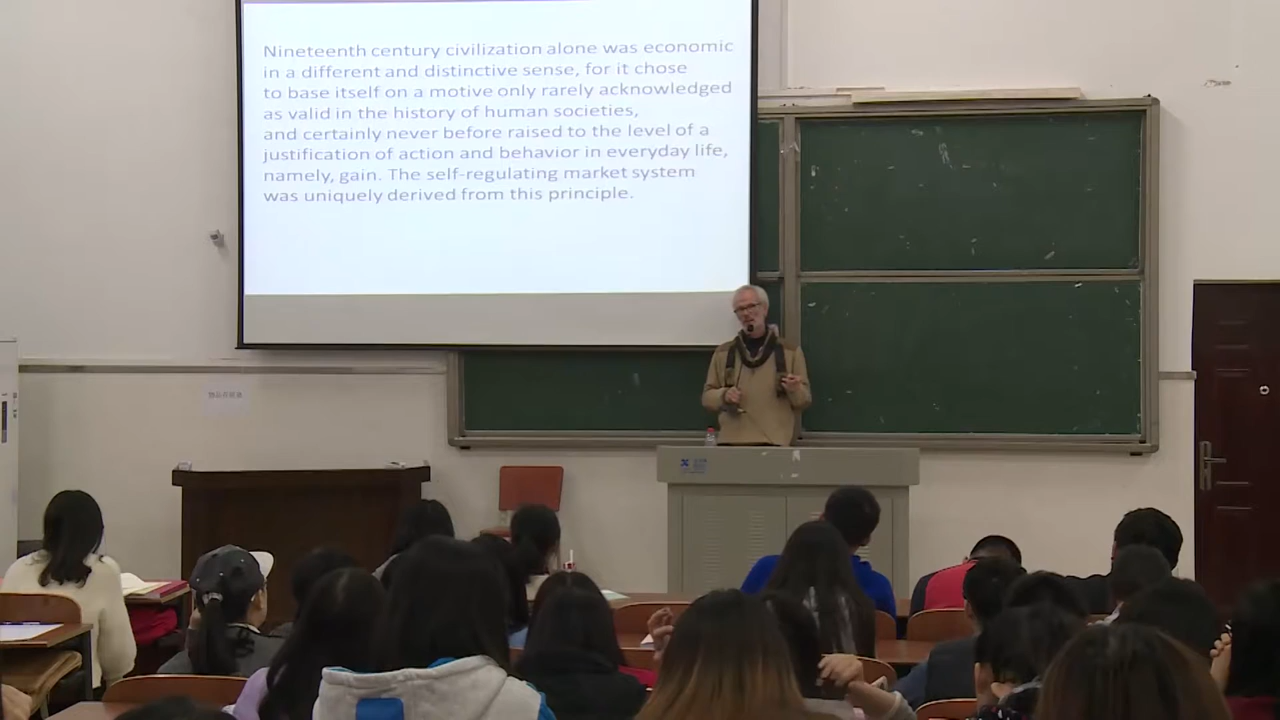 Nineteenth century civilization alone was economic
in a different and distinctive sense, for it chose
to base itself on a motive only rarely acknowledged
as valid in the history of human societies,
and certainly never before raised to the level of a
justification of action and behavior in everyday life,
namely, gain. The self-regulating market system
was uniquely derived from this principle.